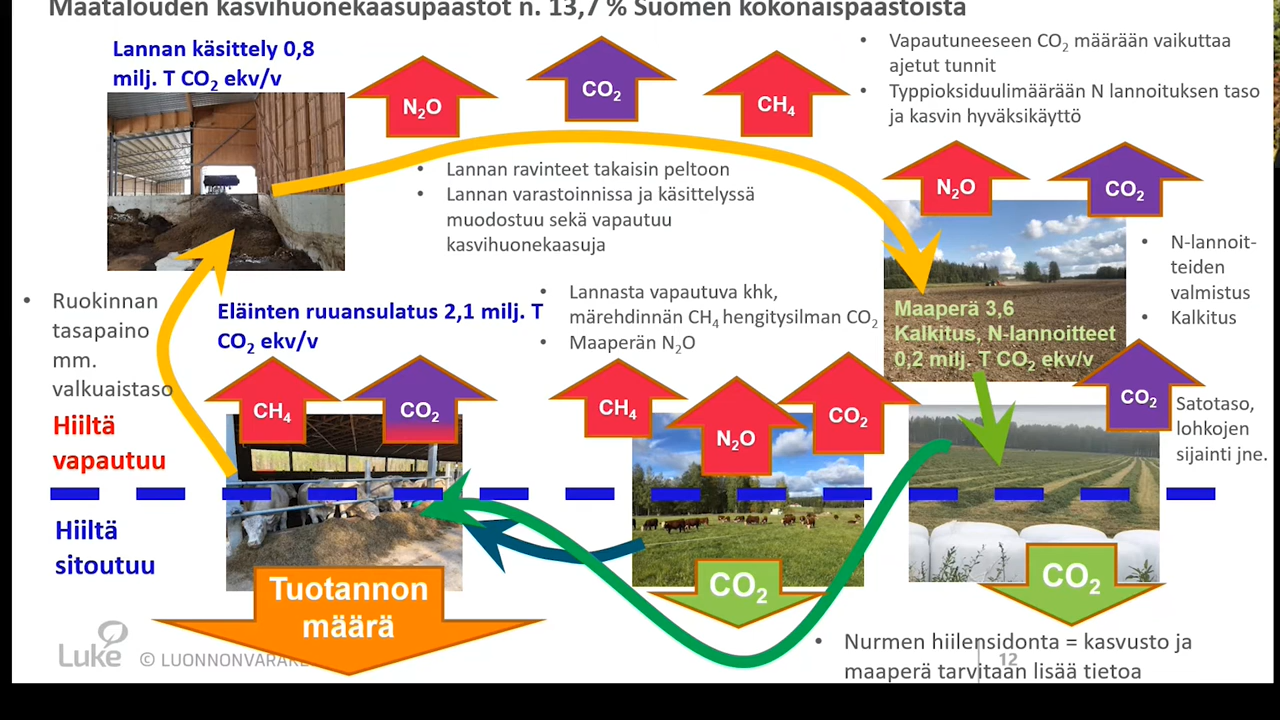 Maatalouden kasvihuonekaasupäästöt n. 13,7 % Suomen kokonaispäästöistä
Lannan käsittely 0,8
milj. T CO₂ ekv/v
N₂O
CO₂
CH₄
• Vapautuneeseen CO₂ määrään vaikuttaa
ajetut tunnit
• Typpioksiduulimäärään N lannoituksen taso
ja kasvin hyväksikäyttö
• Lannan ravinteet takaisin peltoon
• Lannan varastoinnissa ja käsittelyssä
muodostuu sekä vapautuu
kasvihuonekaasuja
N₂O
CO₂
• N-lannoit-
teiden
valmistus
• Kalkitus
• Ruokinnan
tasapaino
mm.
valkuaistaso
Eläinten ruuansulatus 2,1 milj. T
CO₂ ekv/v
• Lannasta vapautuva khk,
märehdinnän CH₄ hengitysilman CO₂
• Maaperän N₂O
Maaperä 3,6
Kalkitus, N-lannoitteet
0,2 milj. T CO₂ ekv/v
CH₄
CO₂
CH₄
N₂O
CO₂
CO₂
Satotaso,
lohkojen
sijainti jne.
Hiiltä
vapautuu
Hiiltä
sitoutuu
Tuotannon
määrä
CO₂
CO₂
Luke
© LUONNONVARAKE
• Nurmen hiilensidonta = kasvusto ja
maaperä tarvitaan lisää tietoa
12